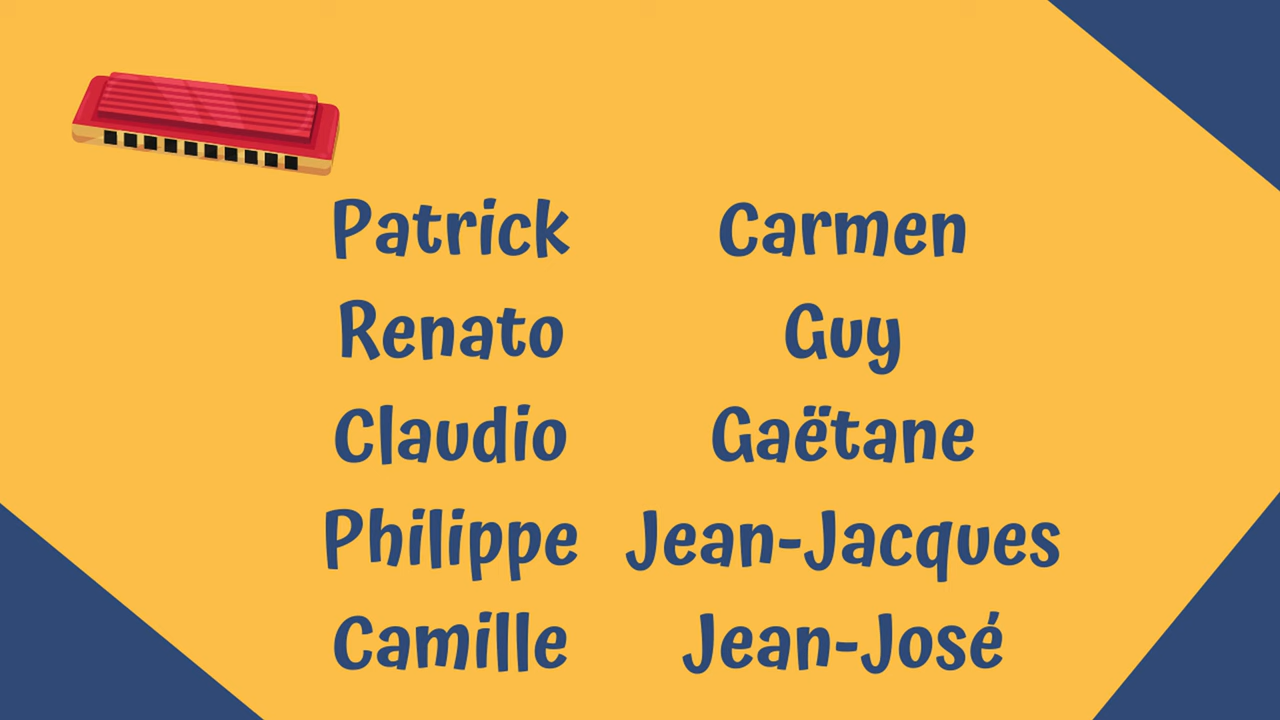 Patrick
Renato
Claudio
Philippe
Camille
Carmen
Guy
Gaëtane
Jean-Jacques
Jean-José